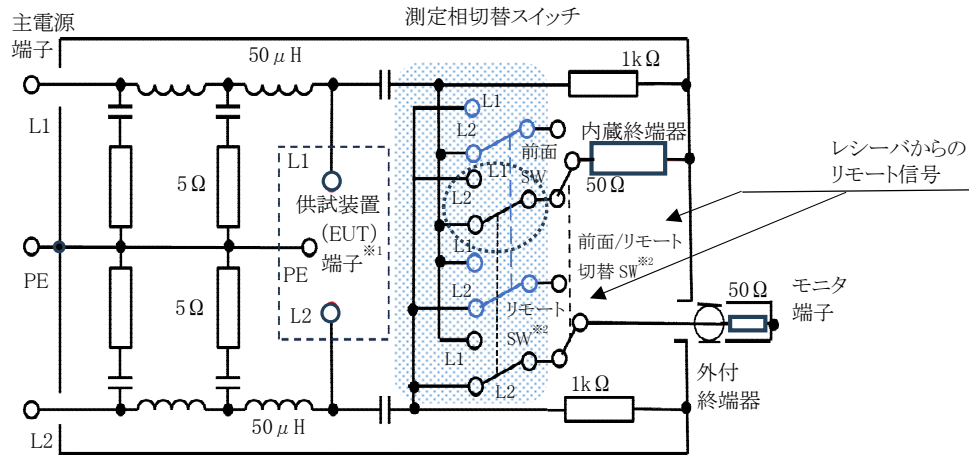 主電源
端子
測定相切替スイッチ
50μH
1kΩ
L1
L1
L2
前面
SW
内蔵終端器
50Ω
レシーバからの
リモート信号
L1
5Ω
L1
L2
供試装置
(EUT)
端子※1
PE
PE
L1
L2
前面/リモート
切替 SW※2
リモート
SW※2
5Ω
L2
50Ω
モニタ
端子
L1
L2
1kΩ
外付
終端器
50μH
L2